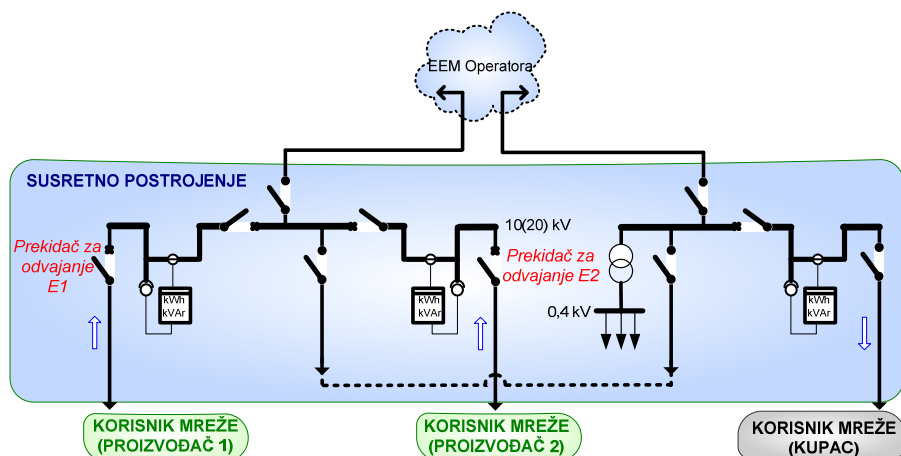 EEM Operatora
SUSRETNO POSTROJENJE
Prekidač za
odvajanje
E1
10(20) kV
Prekidač za
odvajanje E2
kWh
kVAr
kWh
kVAr
0,4 kV
kWh
kVAr
KORISNIK MREŽE
(PROIZVOĐAČ 1)
KORISNIK MREŽE
(PROIZVOĐAČ 2)
KORISNIK MREŽE
(KUPAC)